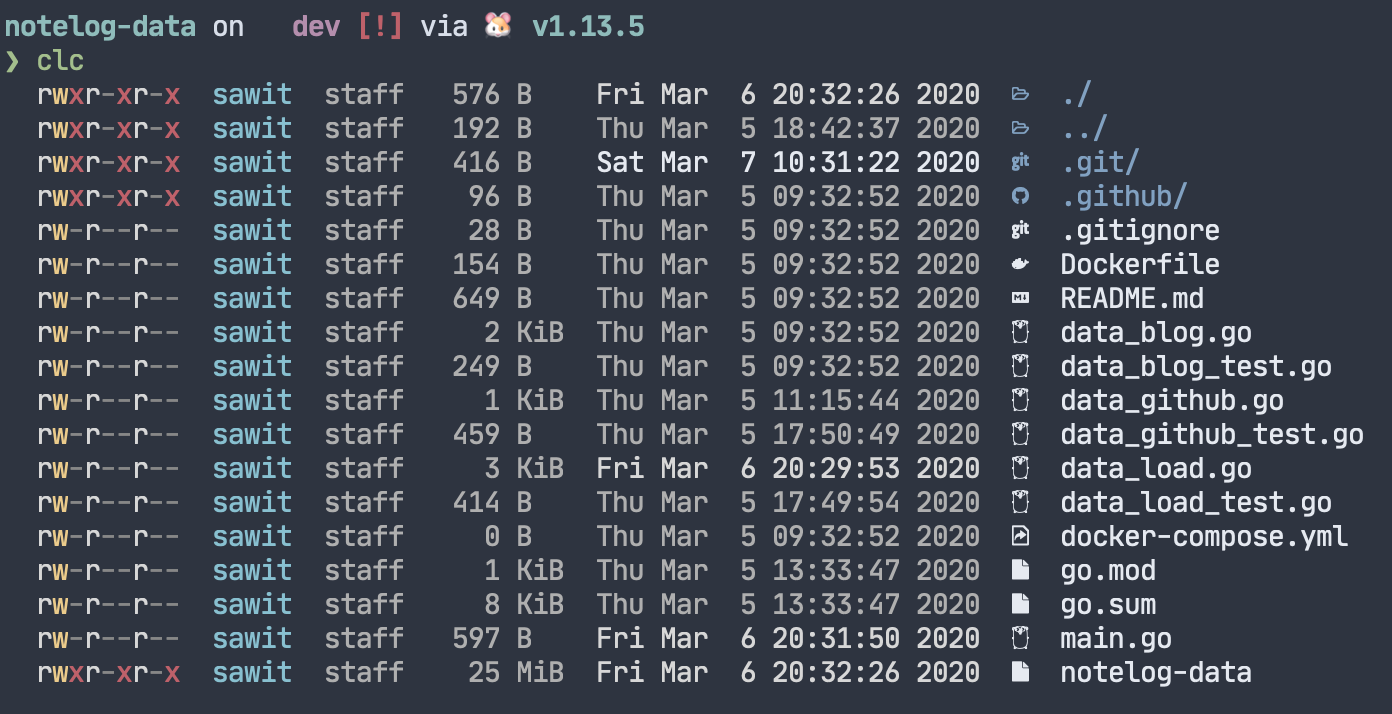 notelog-data on dev [!] via 🐹 v1.13.5
❯ clc
rwxr-xr-x sawit staff 576 B Fri Mar 6 20:32:26 2020 ./
rwxr-xr-x sawit staff 192 B Thu Mar 5 18:42:37 2020 ../
rwxr-xr-x sawit staff 416 B Sat Mar 7 10:31:22 2020 git .git/
rwxr-xr-x sawit staff 96 B Thu Mar 5 09:32:52 2020 .github/
rw-r--r-- sawit staff 28 B Thu Mar 5 09:32:52 2020 git .gitignore
rw-r--r-- sawit staff 154 B Thu Mar 5 09:32:52 2020 Dockerfile
rw-r--r-- sawit staff 649 B Thu Mar 5 09:32:52 2020 README.md
rw-r--r-- sawit staff 2 KiB Thu Mar 5 09:32:52 2020 data_blog.go
rw-r--r-- sawit staff 249 B Thu Mar 5 09:32:52 2020 data_blog_test.go
rw-r--r-- sawit staff 1 KiB Thu Mar 5 11:15:44 2020 data_github.go
rw-r--r-- sawit staff 459 B Thu Mar 5 17:50:49 2020 data_github_test.go
rw-r--r-- sawit staff 3 KiB Fri Mar 6 20:29:53 2020 data_load.go
rw-r--r-- sawit staff 414 B Thu Mar 5 17:49:54 2020 data_load_test.go
rw-r--r-- sawit staff 0 B Thu Mar 5 09:32:52 2020 docker-compose.yml
rw-r--r-- sawit staff 1 KiB Thu Mar 5 13:33:47 2020 go.mod
rw-r--r-- sawit staff 8 KiB Thu Mar 5 13:33:47 2020 go.sum
rw-r--r-- sawit staff 597 B Fri Mar 6 20:31:50 2020 main.go
rwxr-xr-x sawit staff 25 MiB Fri Mar 6 20:32:26 2020 notelog-data